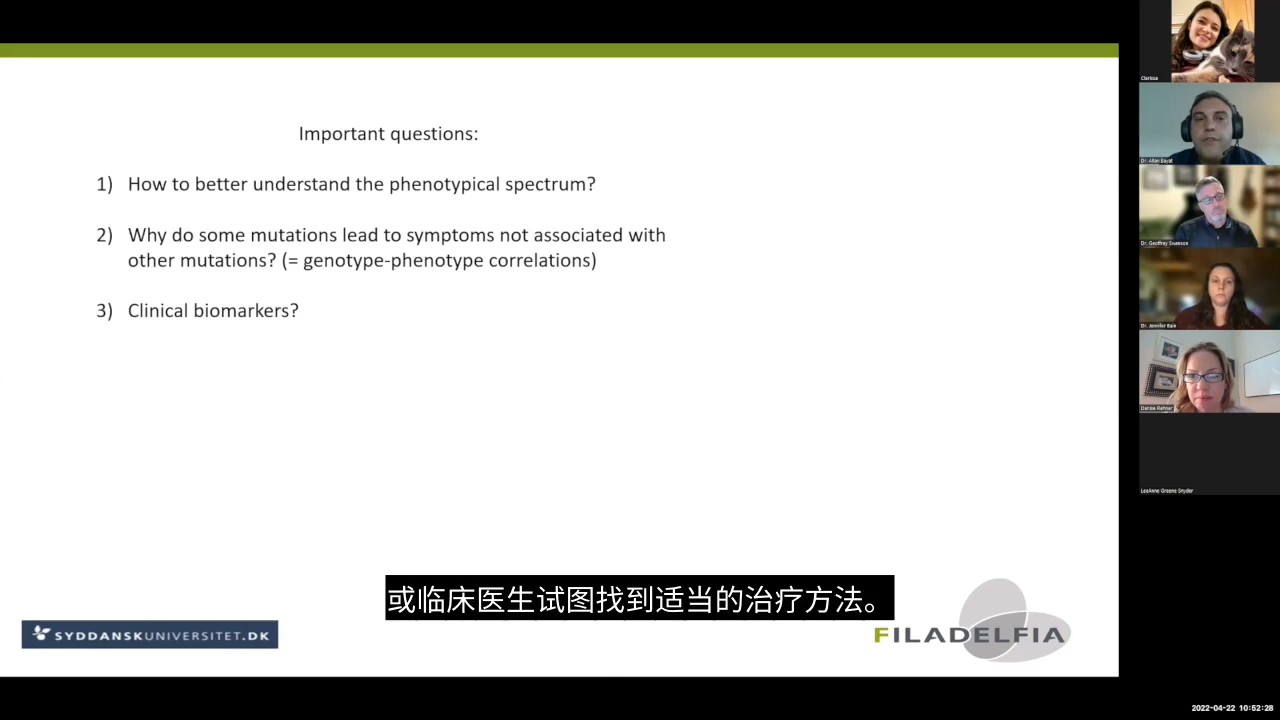 Important questions:
1) How to better understand the phenotypical spectrum?
2) Why do some mutations lead to symptoms not associated with
other mutations? (= genotype-phenotype correlations)
3) Clinical biomarkers?
或临床医生试图找到适当的治疗方法。
SYDDANSKUNIVERSITET.DK
FILADELFIA
Clarissa
Dr. Allan Bayat
Dr. Geoffrey Swanson
Dr. Jennifer Bain
Denise Rehner
LeeAnne Greene Snyder
2022-04-22 10:52:28